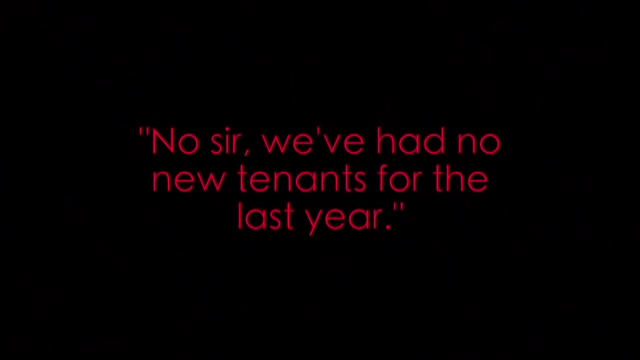 "No sir, we've had no
new tenants for the
last year."